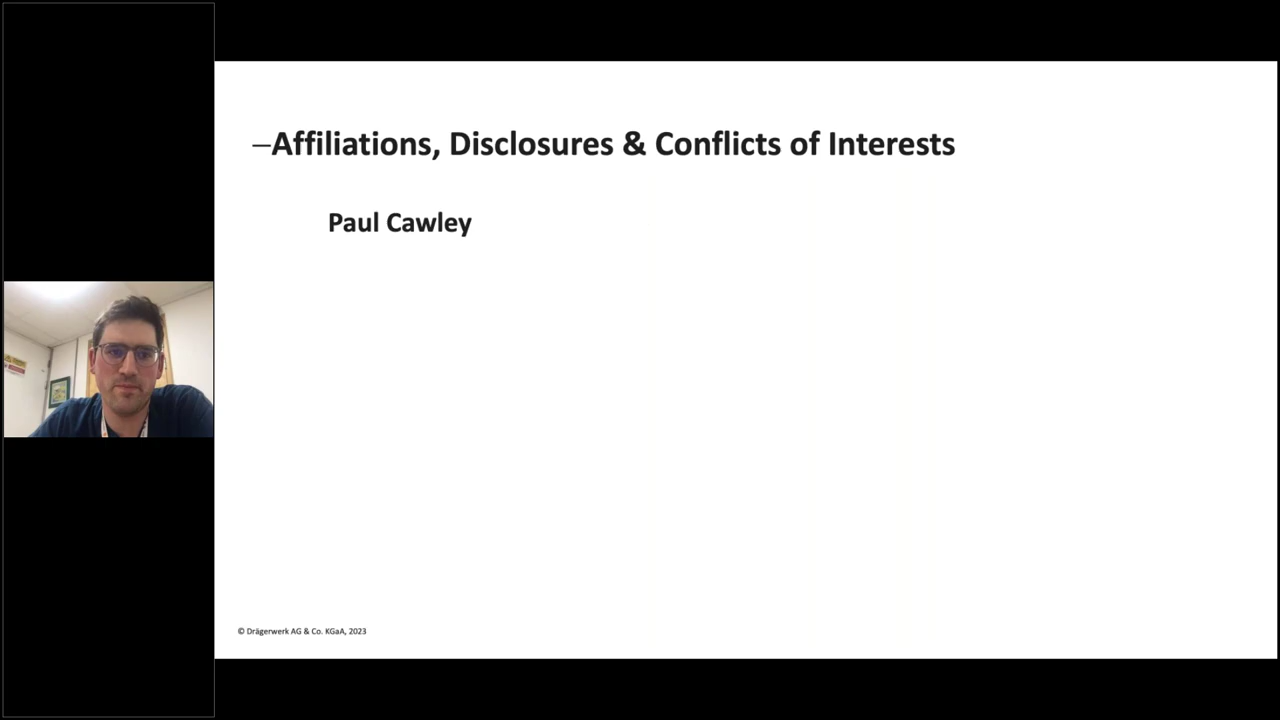 –Affiliations, Disclosures & Conflicts of Interests
Paul Cawley
© Drägerwerk AG & Co. KGaA, 2023